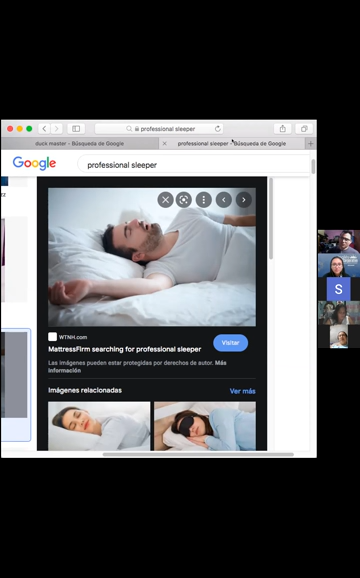 professional sleeper
duck master - Búsqueda de Google
professional sleeper - Búsqueda de Google
Google
professional sleeper
WTNH.com
MattressFirm searching for professional sleeper
Visitar
Las imágenes pueden estar protegidas por derechos de autor. Más
información
Imágenes relacionadas
Ver más
S